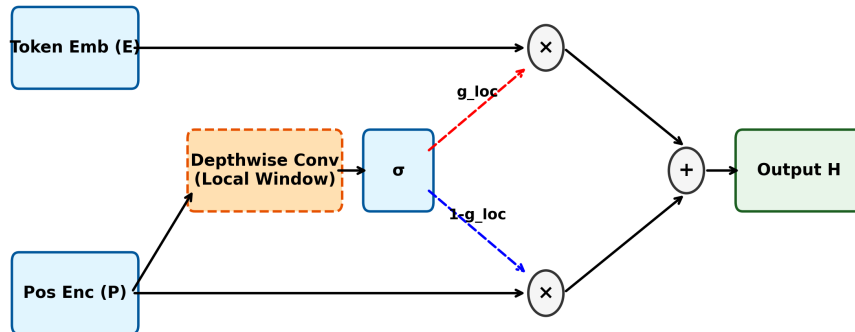 Token Emb (E)
×
g_loc
Depthwise Conv
(Local Window)
σ
+
Output H
1-g_loc
Pos Enc (P)
×